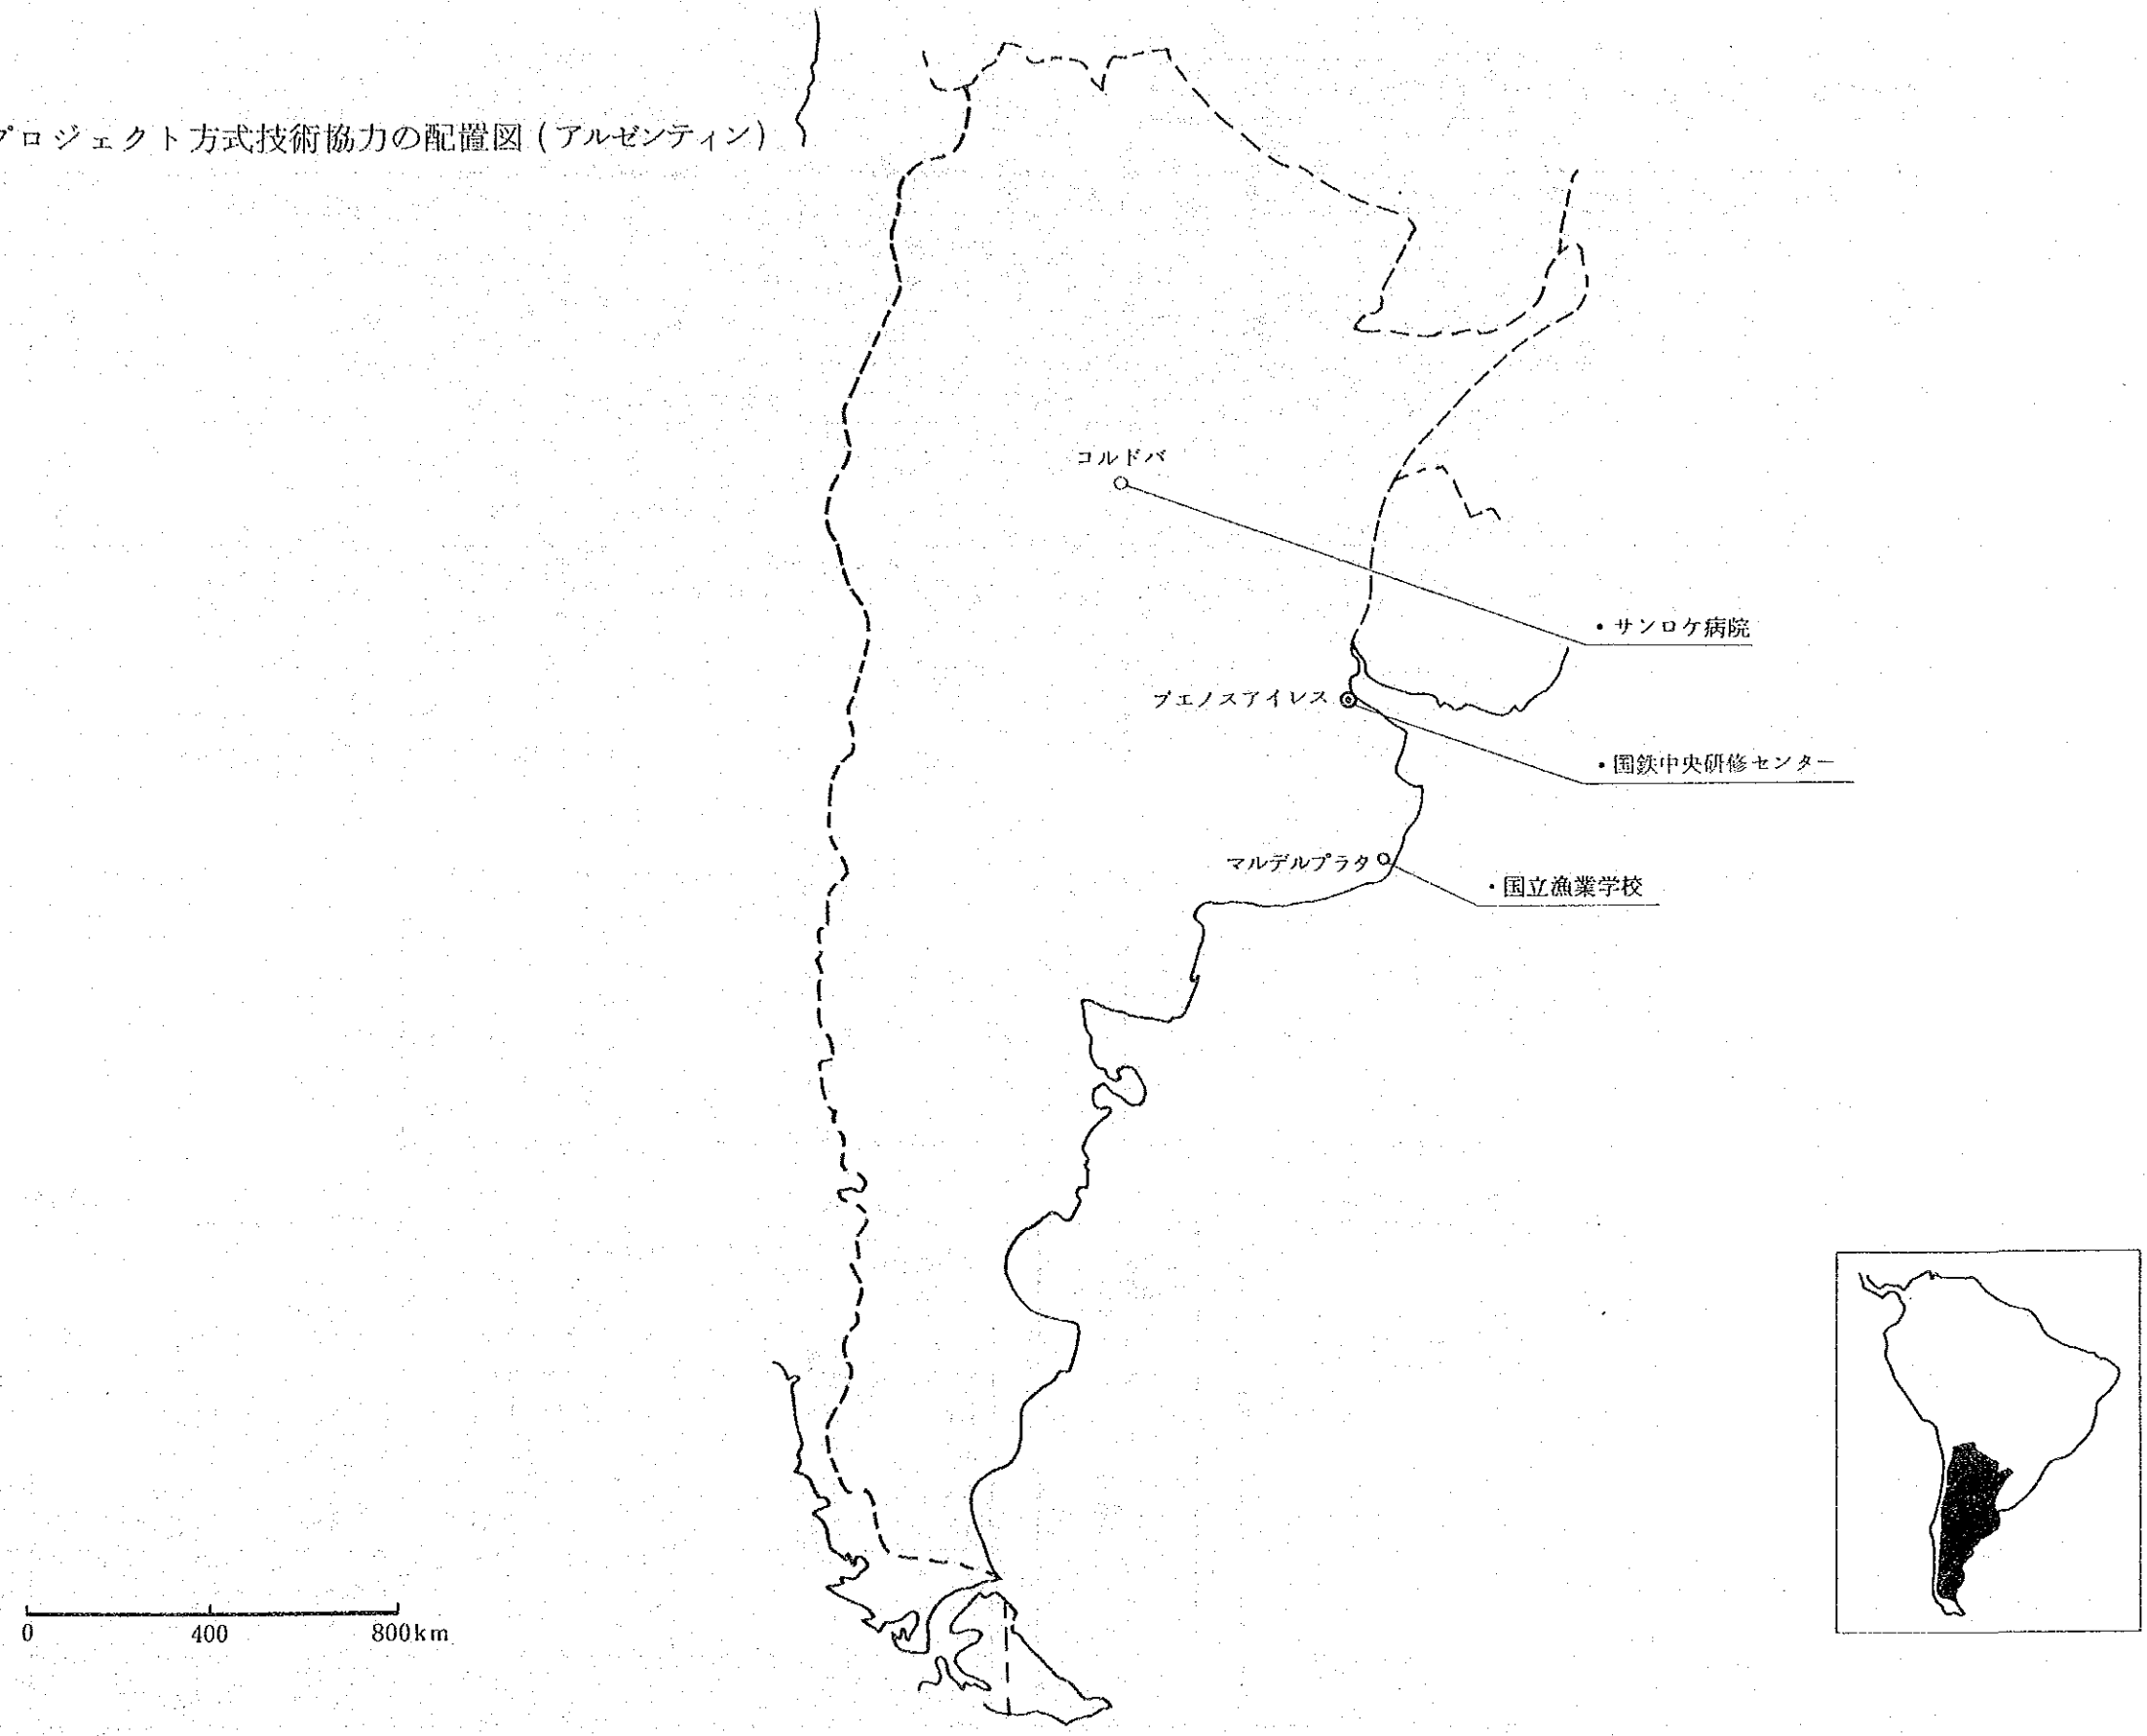 プロジェクト方式技術協力の配置図(アルゼンティン)
コルドバ
・サンロケ病院
ブエノスアイレス
・国鉄中央研修センター
マルデルプラタ
・国立漁業学校
0 400 800km